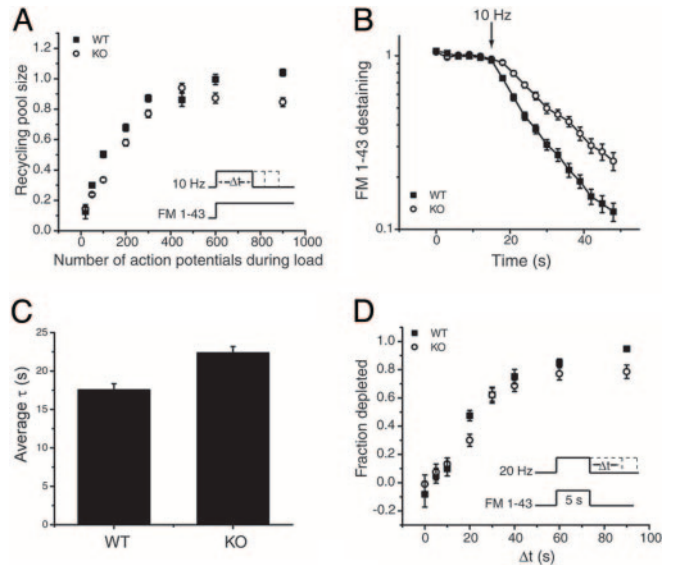 A
WT
KO
Recycling pool size
1.2
1.0
0.8
0.6
0.4
0.2
0.0
10 Hz
Δt
FM 1-43
0 200 400 600 800 1000
Number of action potentials during load
B
10 Hz
FM 1-43 destaining
1
0.1
WT
KO
0 20 40
Time (s)
C
Average τ (s)
25
20
15
10
5
0
WT KO
D
WT
KO
Fraction depleted
1.0
0.8
0.6
0.4
0.2
0.0
-0.2
20 Hz
Δt
FM 1-43
5 s
0 20 40 60 80 100
Δt (s)